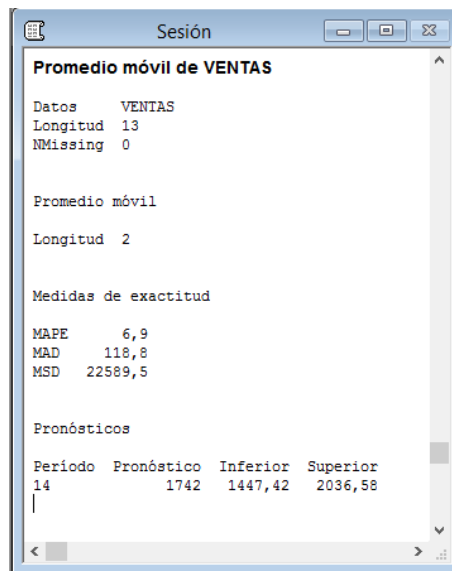 Sesión
Promedio móvil de VENTAS
Datos VENTAS
Longitud 13
NMissing 0
Promedio móvil
Longitud 2
Medidas de exactitud
MAPE 6,9
MAD 118,8
MSD 22589,5
Pronósticos
Período Pronóstico Inferior Superior
14 1742 1447,42 2036,58